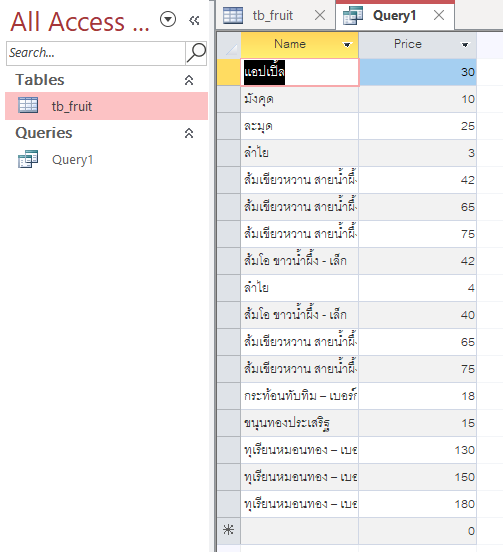 All Access ...
Search...
Tables
tb_fruit
Queries
Query1
tb_fruit
Query1
Name Price
แอปเปิ้ล 30
มังคุด 10
ละมุด 25
ลำไย 3
ส้มเขียวหวาน สายน้ำผึ้ง 42
ส้มเขียวหวาน สายน้ำผึ้ง 65
ส้มเขียวหวาน สายน้ำผึ้ง 75
ส้มโอ ขาวน้ำผึ้ง - เล็ก 42
ลำไย 4
ส้มโอ ขาวน้ำผึ้ง - เล็ก 40
ส้มเขียวหวาน สายน้ำผึ้ง 65
ส้มเขียวหวาน สายน้ำผึ้ง 75
กระท้อนทับทิม – เบอร์ 18
ขนุนทองประเสริฐ 15
ทุเรียนหมอนทอง – เบอ 130
ทุเรียนหมอนทอง – เบอ 150
ทุเรียนหมอนทอง – เบอ 180
0